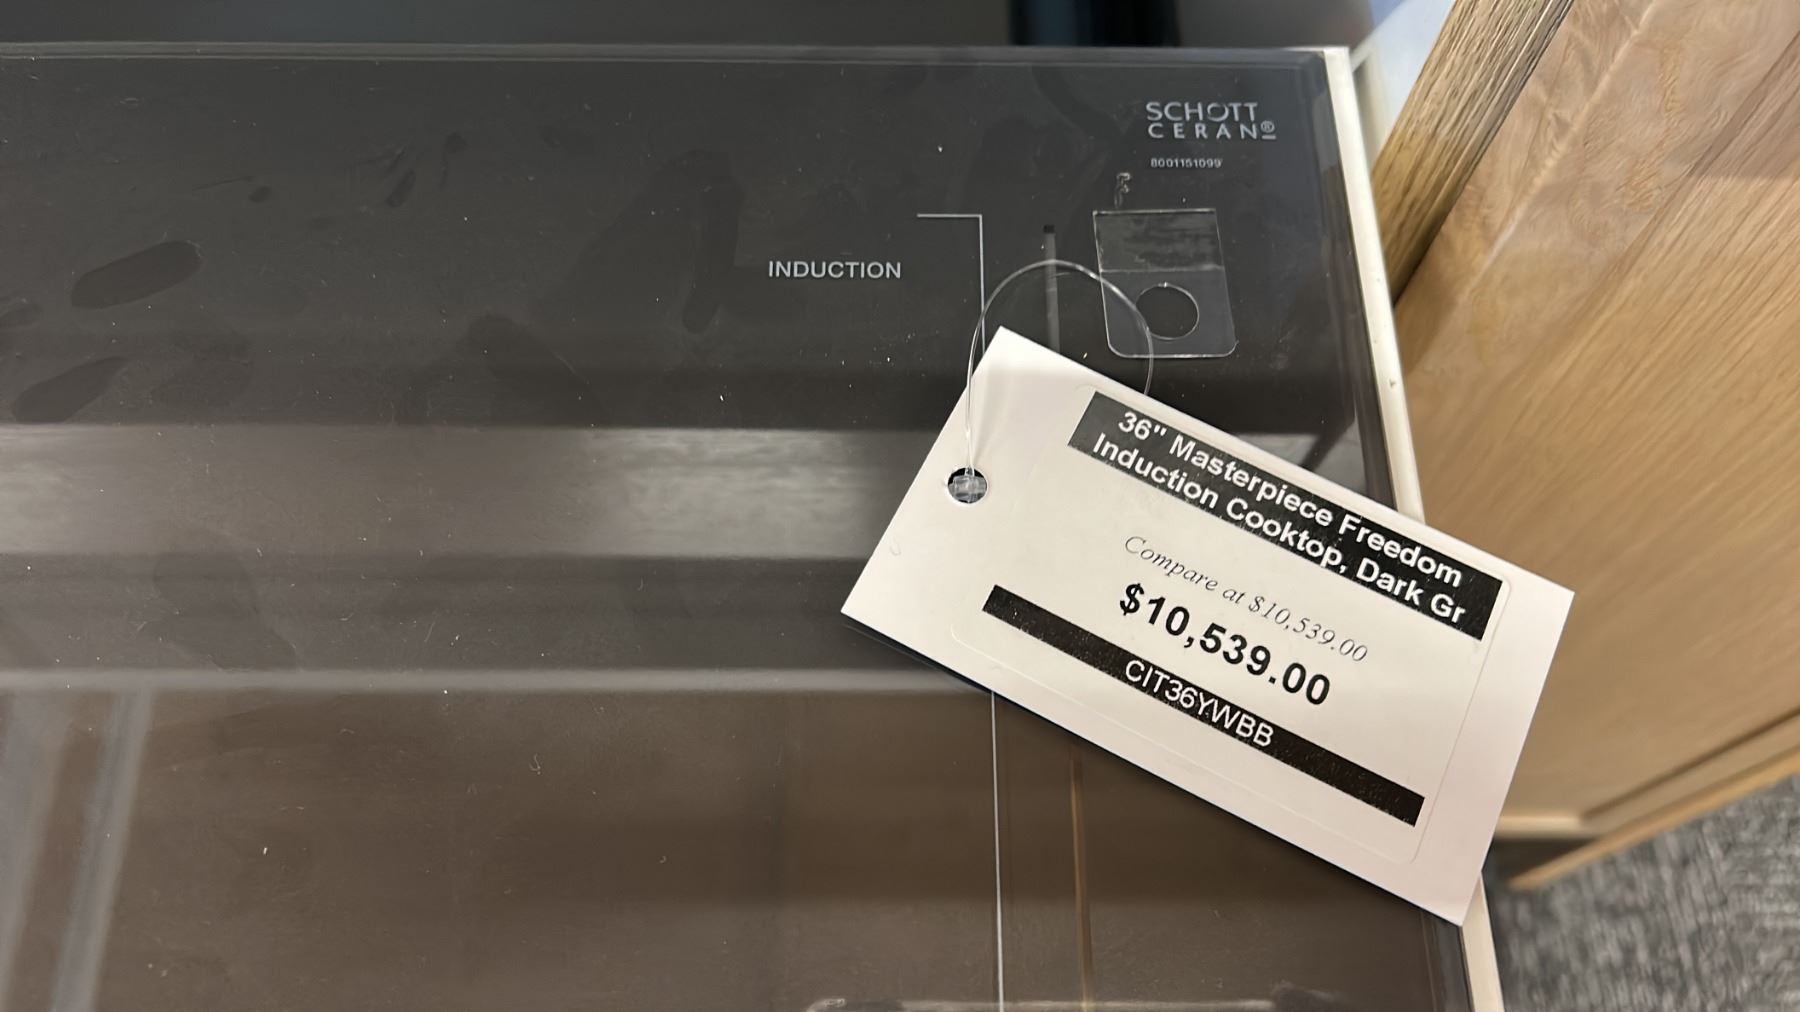 SCHOTT
CERAN®
8001151099
INDUCTION
36" Masterpiece Freedom
Induction Cooktop, Dark Gr
Compare at $10,539.00
$10,539.00
CIT36YWBB